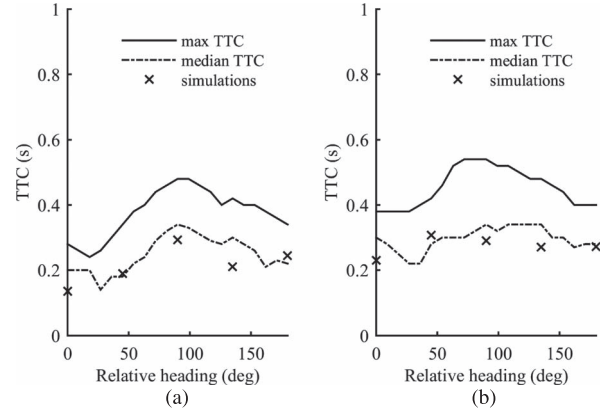 1
0.8
0.6
0.4
0.2
0
TTC (s)
max TTC
median TTC
simulations
0 50 100 150
Relative heading (deg)
(a)
1
0.8
0.6
0.4
0.2
0
TTC (s)
max TTC
median TTC
simulations
0 50 100 150
Relative heading (deg)
(b)